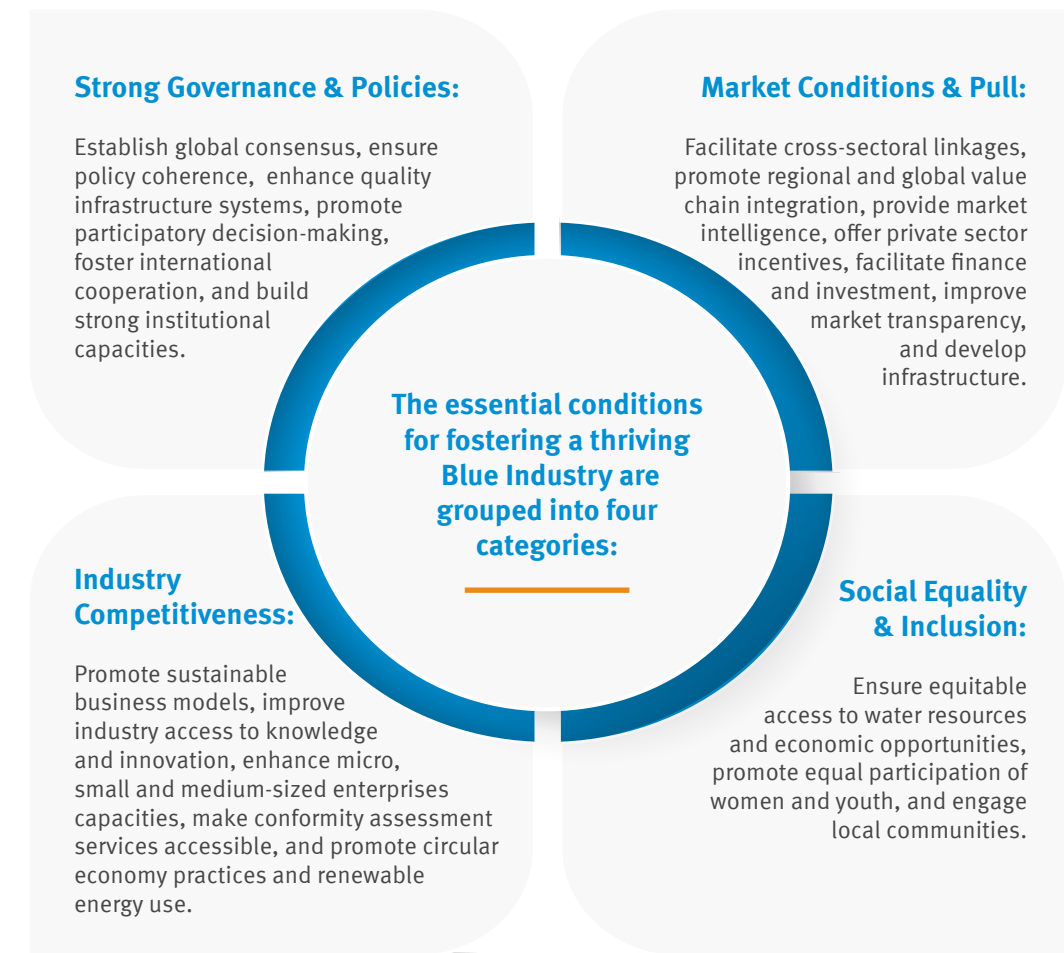 Strong Governance & Policies:
Establish global consensus, ensure
policy coherence, enhance quality
infrastructure systems, promote
participatory decision-making,
foster international
cooperation, and build
strong institutional
capacities.
Market Conditions & Pull:
Facilitate cross-sectoral linkages,
promote regional and global value
chain integration, provide market
intelligence, offer private sector
incentives, facilitate finance
and investment, improve
market transparency,
and develop
infrastructure.
The essential conditions
for fostering a thriving
Blue Industry are
grouped into four
categories:
Industry
Competitiveness:
Promote sustainable
business models, improve
industry access to knowledge
and innovation, enhance micro,
small and medium-sized enterprises
capacities, make conformity assessment
services accessible, and promote circular
economy practices and renewable
energy use.
Social Equality
& Inclusion:
Ensure equitable
access to water resources
and economic opportunities,
promote equal participation of
women and youth, and engage
local communities.